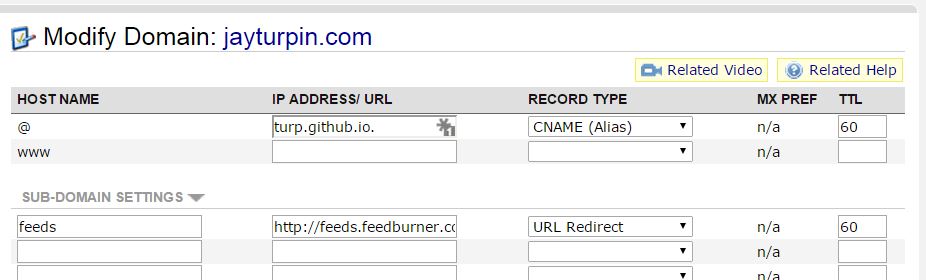 Modify Domain: jayturpin.com
Related Video Related Help
HOST NAME IP ADDRESS/ URL RECORD TYPE MX PREF TTL
@ turp.github.io. CNAME (Alias) n/a 60
www n/a
SUB-DOMAIN SETTINGS
feeds http://feeds.feedburner.cc URL Redirect n/a 60
n/a
n/a